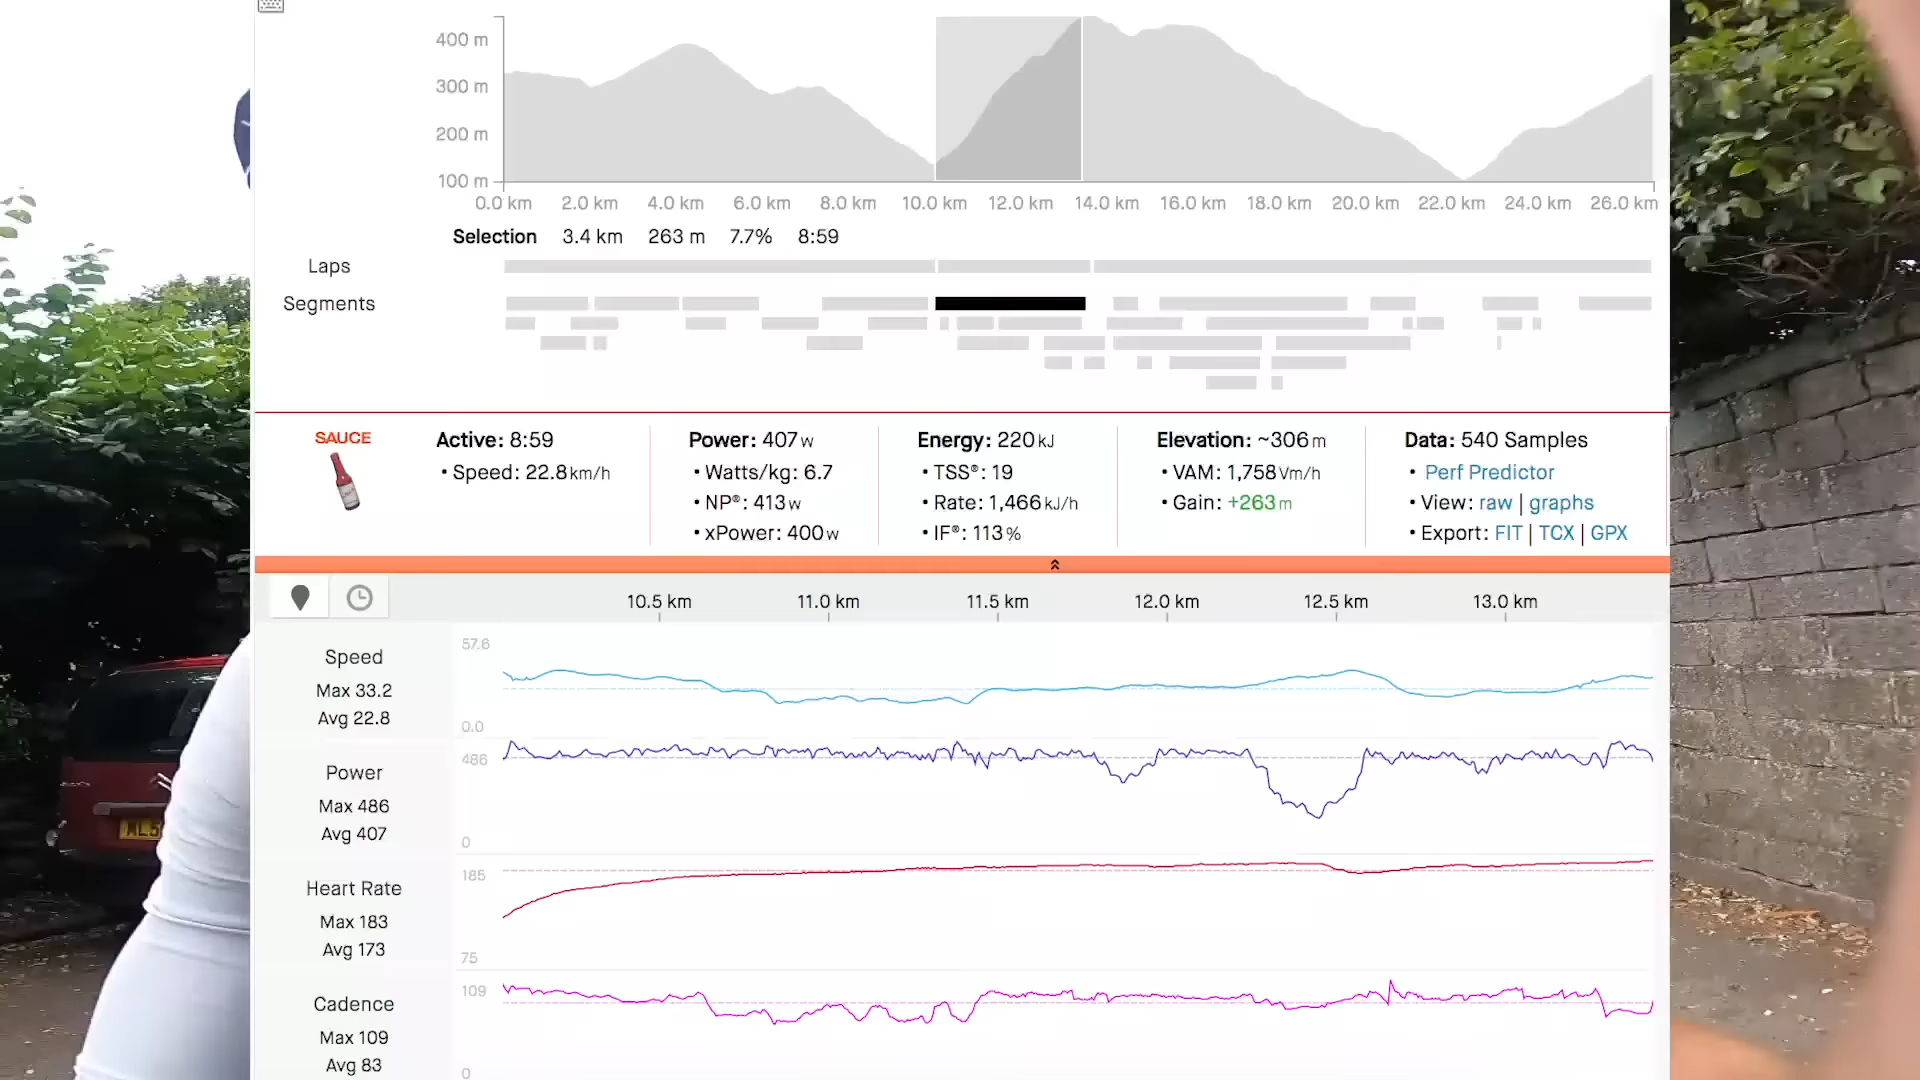 400 m
300 m
200 m
100 m
0.0 km 2.0 km 4.0 km 6.0 km 8.0 km 10.0 km 12.0 km 14.0 km 16.0 km 18.0 km 20.0 km 22.0 km 24.0 km 26.0 km
Selection 3.4 km 263 m 7.7% 8:59
Laps
Segments
SAUCE
Active: 8:59
• Speed: 22.8 km/h
Power: 407 w
• Watts/kg: 6.7
• NP®: 413 w
• xPower: 400 w
Energy: 220 kJ
• TSS®: 19
• Rate: 1,466 kJ/h
• IF®: 113 %
Elevation: ~306 m
• VAM: 1,758 Vm/h
• Gain: +263 m
Data: 540 Samples
• Perf Predictor
• View: raw | graphs
• Export: FIT | TCX | GPX
10.5 km 11.0 km 11.5 km 12.0 km 12.5 km 13.0 km
Speed
Max 33.2
Avg 22.8
57.6
0.0
Power
Max 486
Avg 407
486
0
Heart Rate
Max 183
Avg 173
185
75
Cadence
Max 109
Avg 83
109
0